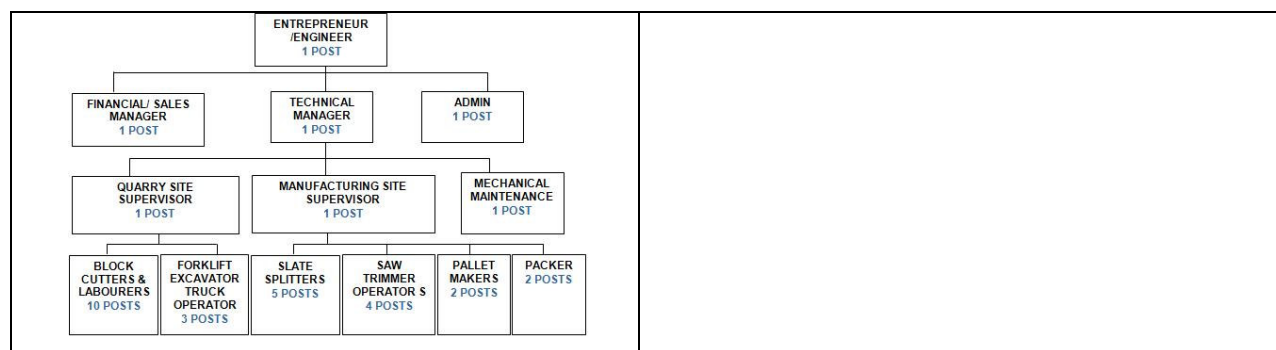 ENTREPRENEUR
/ENGINEER
1 POST
FINANCIAL/ SALES
MANAGER
1 POST
TECHNICAL
MANAGER
1 POST
ADMIN
1 POST
QUARRY SITE
SUPERVISOR
1 POST
MANUFACTURING SITE
SUPERVISOR
1 POST
MECHANICAL
MAINTENANCE
1 POST
BLOCK
CUTTERS &
LABOURERS
10 POSTS
FORKLIFT
EXCAVATOR
TRUCK
OPERATOR
3 POSTS
SLATE
SPLITTERS
5 POSTS
SAW
TRIMMER
OPERATOR S
4 POSTS
PALLET
MAKERS
2 POSTS
PACKER
2 POSTS